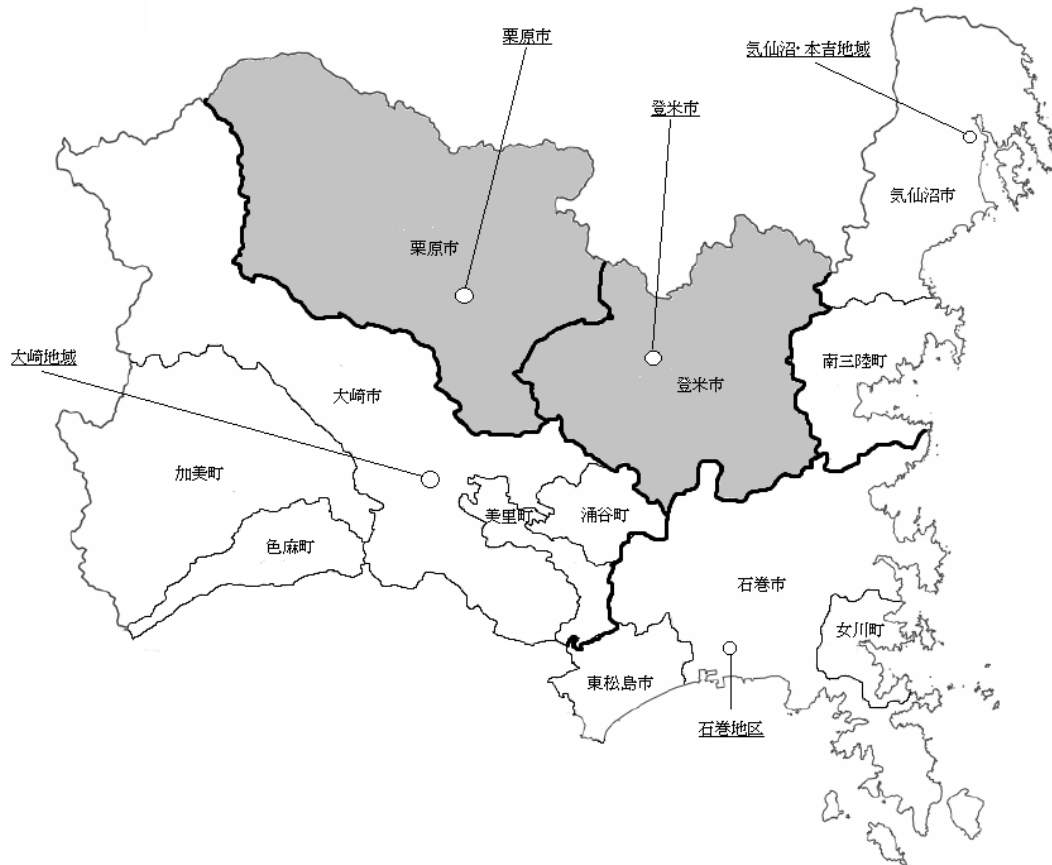 栗原市
気仙沼・本吉地域
登米市
気仙沼市
栗原市
大崎地域
南三陸町
登米市
大崎市
加美町
美里町
涌谷町
色麻町
石巻市
女川町
東松島市
石巻地区